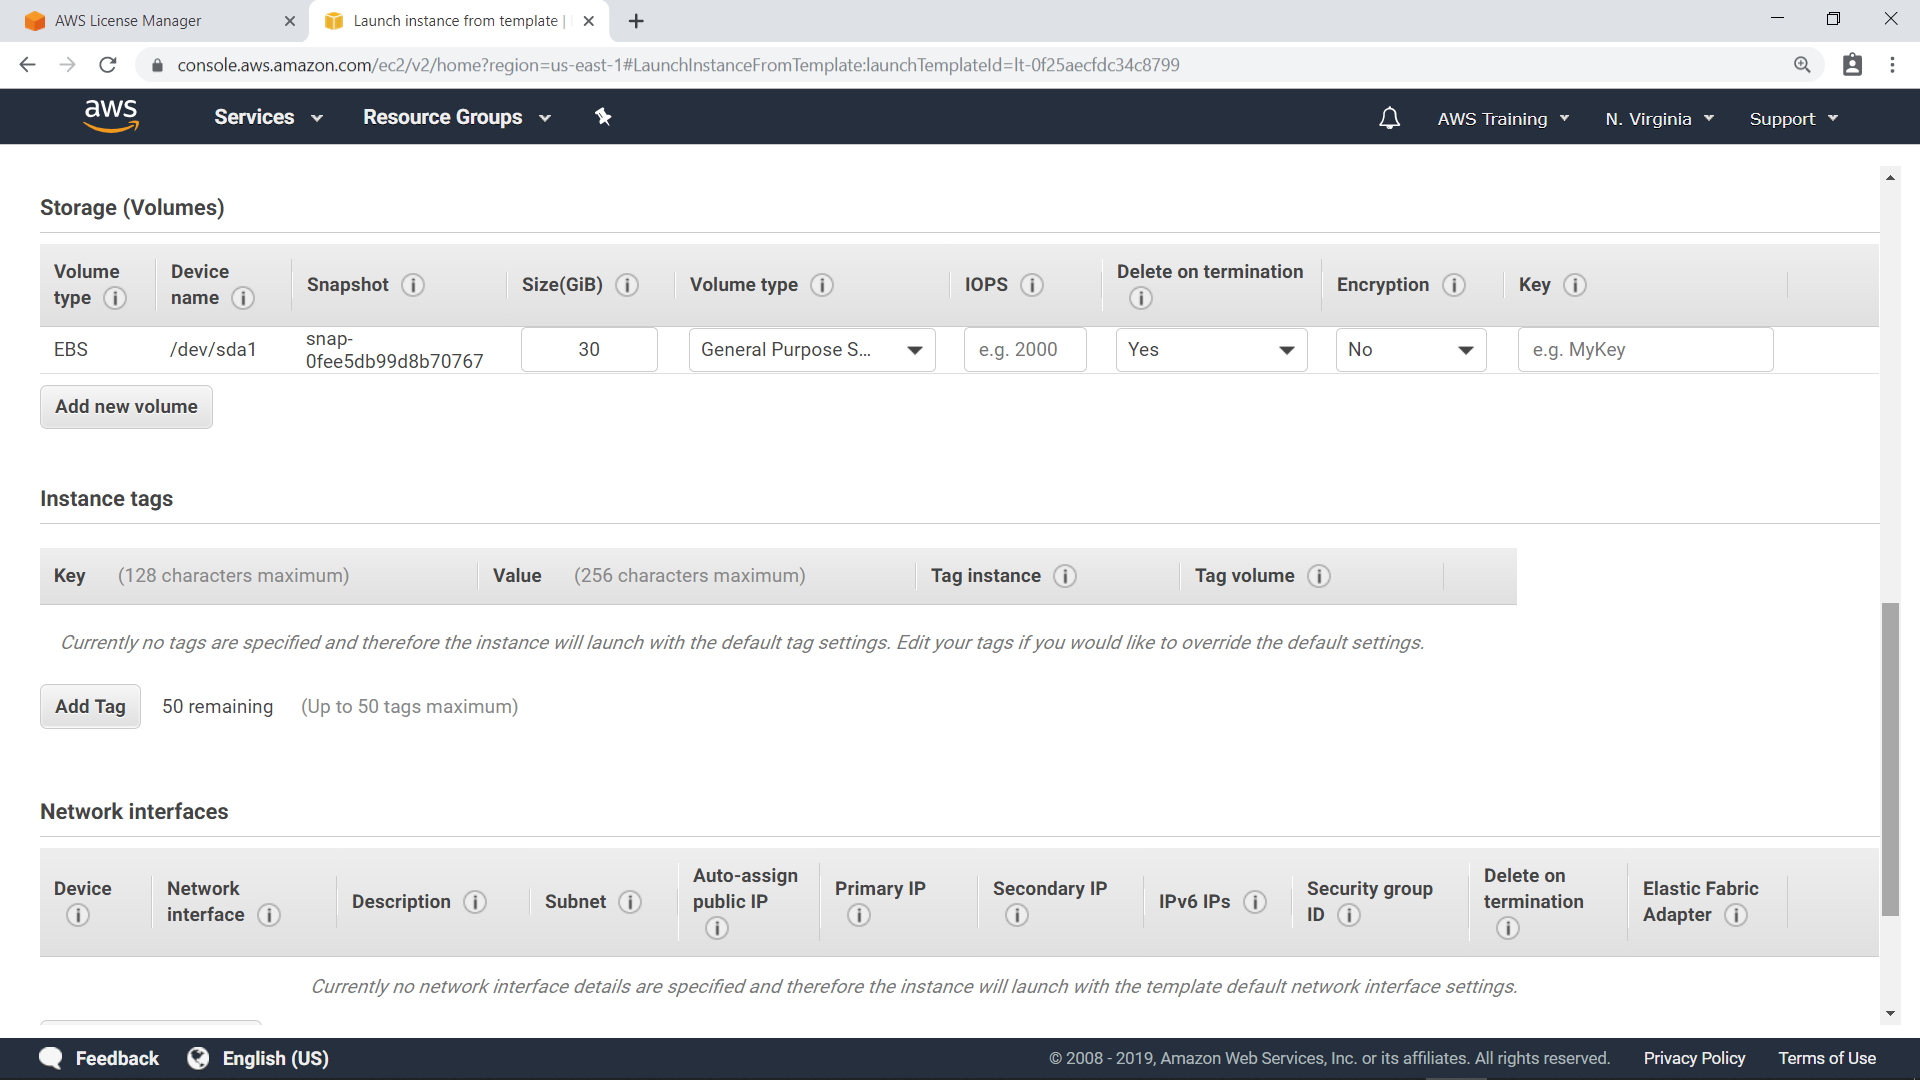 AWS License Manager
Launch instance from template |
console.aws.amazon.com/ec2/v2/home?region=us-east-1#LaunchInstanceFromTemplate:launchTemplateId=lt-0f25aecfdc34c8799
aws Services Resource Groups AWS Training N. Virginia Support
Storage (Volumes)
Volume type Device name Snapshot Size(GiB) Volume type IOPS Delete on termination Encryption Key
EBS /dev/sda1 snap-0fee5db99d8b70767 30 General Purpose S... e.g. 2000 Yes No e.g. MyKey
Add new volume
Instance tags
Key (128 characters maximum) Value (256 characters maximum) Tag instance Tag volume
Currently no tags are specified and therefore the instance will launch with the default tag settings. Edit your tags if you would like to override the default settings.
Add Tag 50 remaining (Up to 50 tags maximum)
Network interfaces
Device Network interface Description Subnet Auto-assign public IP Primary IP Secondary IP IPv6 IPs Security group ID Delete on termination Elastic Fabric Adapter
Currently no network interface details are specified and therefore the instance will launch with the template default network interface settings.
Feedback English (US) © 2008 - 2019, Amazon Web Services, Inc. or its affiliates. All rights reserved. Privacy Policy Terms of Use